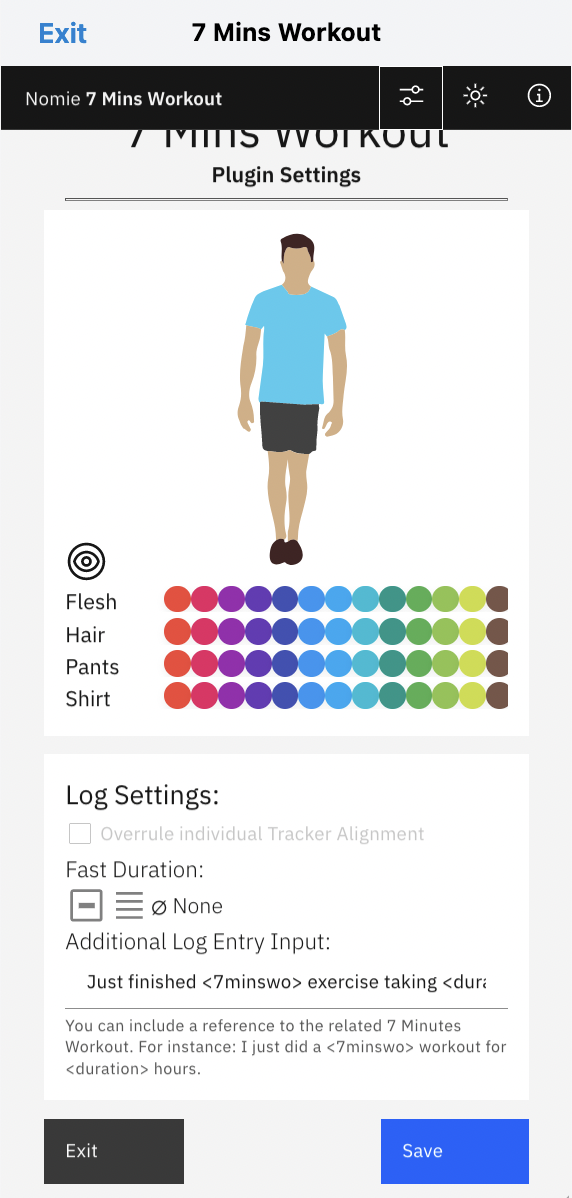 Exit
7 Mins Workout
Nomie 7 Mins Workout
7 Mins Workout
Plugin Settings
Flesh
Hair
Pants
Shirt
Log Settings:
Overrule individual Tracker Alignment
Fast Duration:
∅ None
Additional Log Entry Input:
Just finished <7minswo> exercise taking <dura
You can include a reference to the related 7 Minutes
Workout. For instance: I just did a <7minswo> workout for
<duration> hours.
Exit
Save